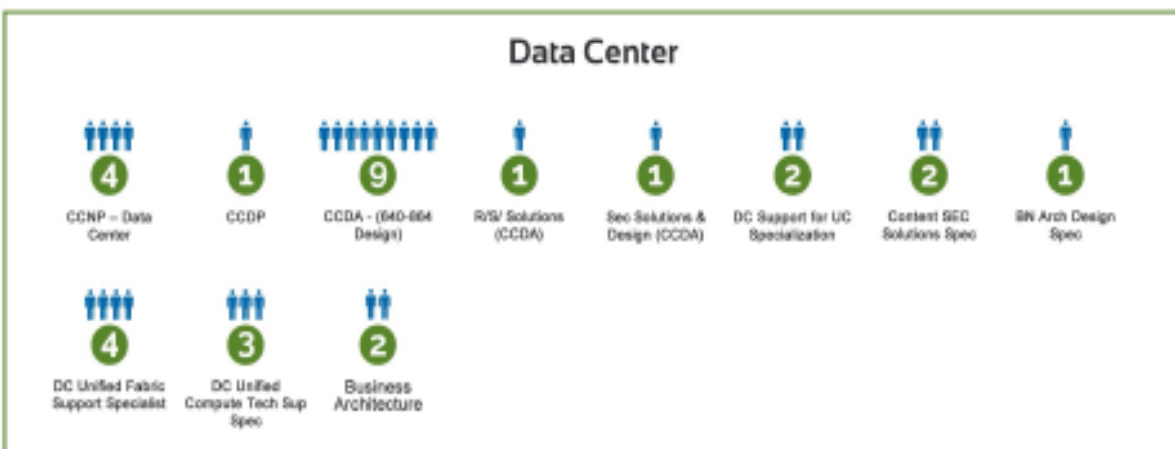 Data Center
4
CCNP – Data
Center
1
CCDP
9
CCDA - (640-864
Design)
1
R/S/ Solutions
(CCDA)
1
Sec Solutions &
Design (CCDA)
2
DC Support for UC
Specialization
2
Content SEC
Solutions Spec
1
BN Arch Design
Spec
4
DC Unified Fabric
Support Specialist
3
DC Unified
Compute Tech Sup
Spec
2
Business
Architecture